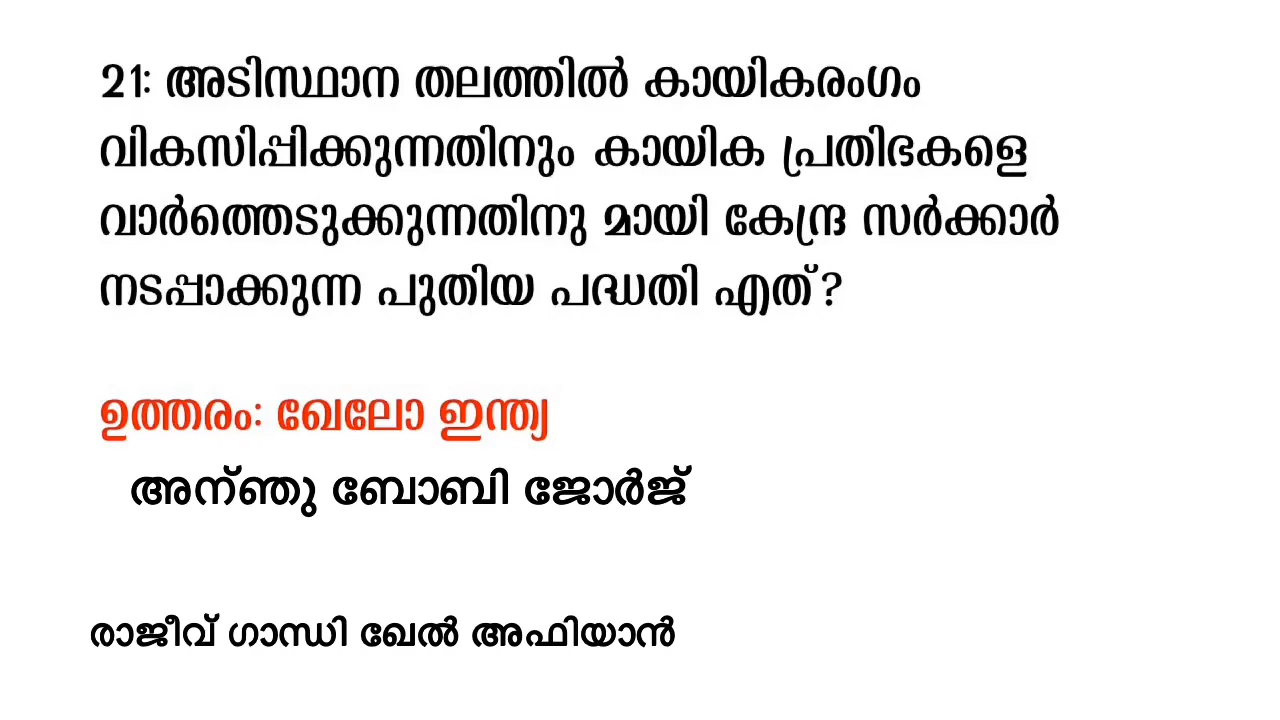 21: അടിസ്ഥാന തലത്തിൽ കായികരംഗം
വികസിപ്പിക്കുന്നതിനും കായിക പ്രതിഭകളെ
വാർത്തെടുക്കുന്നതിനു മായി കേന്ദ്ര സർക്കാർ
നടപ്പാക്കുന്ന പുതിയ പദ്ധതി എത്?
ഉത്തരം: ഖേലോ ഇന്ത്യ
അന്ഞു ബോബി ജോർജ്
രാജീവ് ഗാന്ധി ഖേൽ അഫിയാൻ